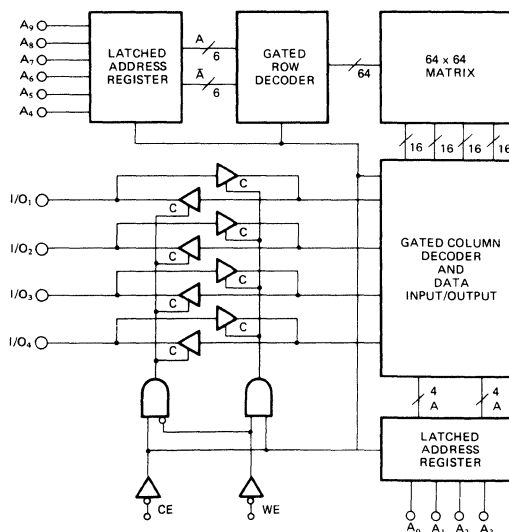 A₉
A₈
A₇
A₆
A₅
A₄
LATCHED
ADDRESS
REGISTER
A
6
A̅
6
GATED
ROW
DECODER
64
64 x 64
MATRIX
16 16 16 16
I/O₁
I/O₂
I/O₃
I/O₄
C
C
C
C
C
C
C
C
GATED COLUMN
DECODER
AND
DATA
INPUT/OUTPUT
4
A
4
A
LATCHED
ADDRESS
REGISTER
CE
WE
A₀ A₁ A₂ A₃